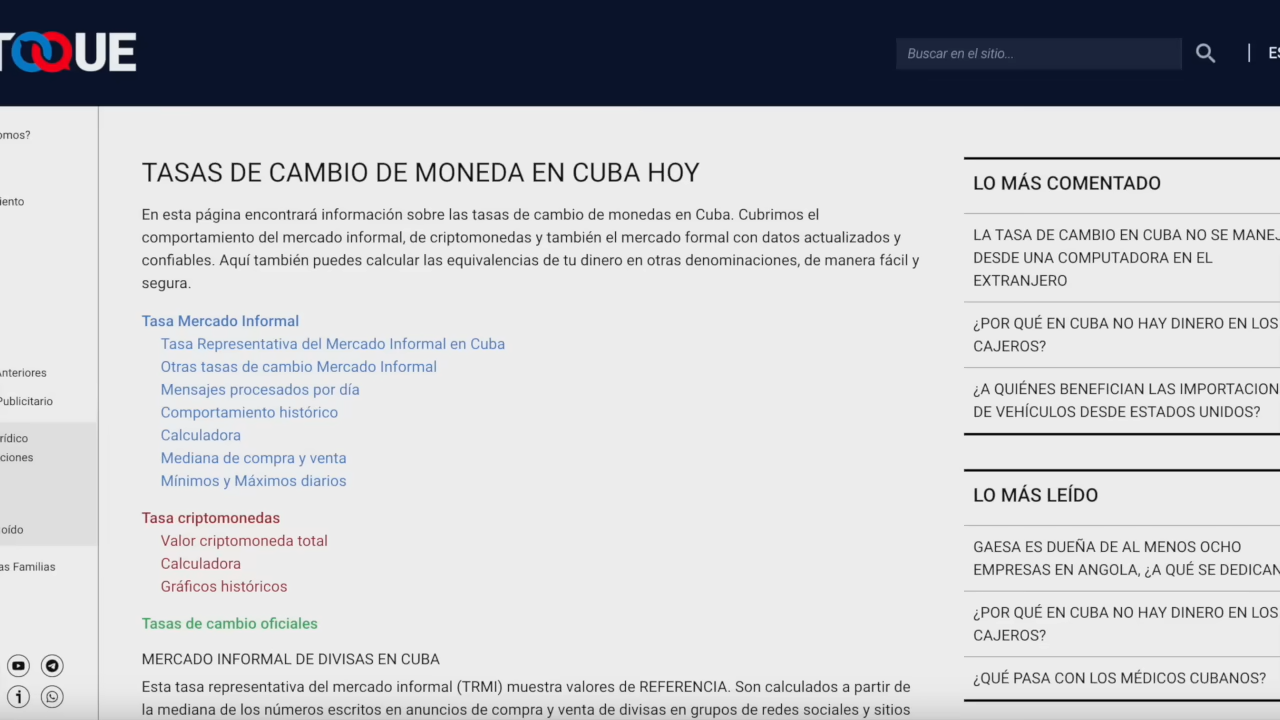 TOQUE
Buscar en el sitio...
ES
omos?
iento
Anteriores
Publicitario
rídico
ciones
oído
as Familias
TASAS DE CAMBIO DE MONEDA EN CUBA HOY
En esta página encontrará información sobre las tasas de cambio de monedas en Cuba. Cubrimos el
comportamiento del mercado informal, de criptomonedas y también el mercado formal con datos actualizados y
confiables. Aquí también puedes calcular las equivalencias de tu dinero en otras denominaciones, de manera fácil y
segura.
Tasa Mercado Informal
Tasa Representativa del Mercado Informal en Cuba
Otras tasas de cambio Mercado Informal
Mensajes procesados por día
Comportamiento histórico
Calculadora
Mediana de compra y venta
Mínimos y Máximos diarios
Tasa criptomonedas
Valor criptomoneda total
Calculadora
Gráficos históricos
Tasas de cambio oficiales
MERCADO INFORMAL DE DIVISAS EN CUBA
Esta tasa representativa del mercado informal (TRMI) muestra valores de REFERENCIA. Son calculados a partir de
la mediana de los números escritos en anuncios de compra y venta de divisas en grupos de redes sociales y sitios
LO MÁS COMENTADO
LA TASA DE CAMBIO EN CUBA NO SE MANEJ
DESDE UNA COMPUTADORA EN EL
EXTRANJERO
¿POR QUÉ EN CUBA NO HAY DINERO EN LOS
CAJEROS?
¿A QUIÉNES BENEFICIAN LAS IMPORTACION
DE VEHÍCULOS DESDE ESTADOS UNIDOS?
LO MÁS LEÍDO
GAESA ES DUEÑA DE AL MENOS OCHO
EMPRESAS EN ANGOLA, ¿A QUÉ SE DEDICAN
¿POR QUÉ EN CUBA NO HAY DINERO EN LOS
CAJEROS?
¿QUÉ PASA CON LOS MÉDICOS CUBANOS?